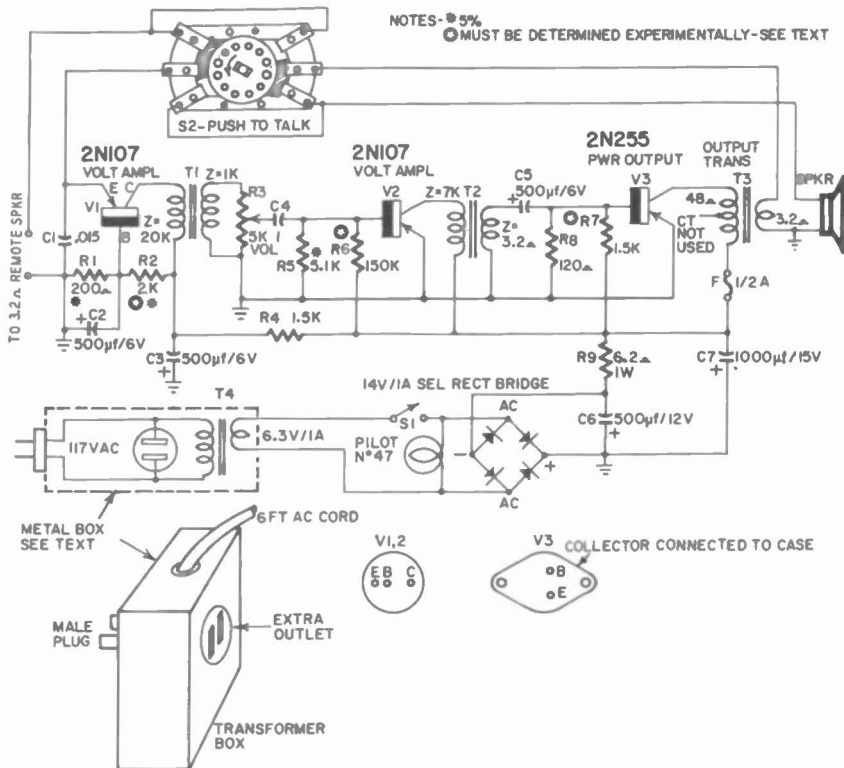 NOTES-✱5%
✪MUST BE DETERMINED EXPERIMENTALLY-SEE TEXT
S2-PUSH TO TALK
2N107
VOLT AMPL
E C
V1
B
T1
Z=1K
Z=
20K
R3
5K
VOL
C4
.1
2N107
VOLT AMPL
V2
Z=7K
T2
Z=
3.2Ω
C5
500µf/6V
2N255
PWR OUTPUT
V3
OUTPUT
TRANS
T3
48Ω
CT
NOT
USED
3.2Ω
SPKR
TO 3.2Ω REMOTE SPKR
C1
.015
R1
200Ω
✱
R2
2K
✪✱
+C2
500µf/6V
R5
✱
5.1K
✪
R6
150K
R8
120Ω
✪R7
1.5K
F
1/2A
R4 1.5K
C3
500µf/6V
+
R9
6.2Ω
1W
C7
1000µf/15V
+
C6
500µf/12V
+
T4
117VAC
6.3V/1A
S1
PILOT
Nº47
14V/1A SEL RECT BRIDGE
AC
-
+
AC
METAL BOX
SEE TEXT
6FT AC CORD
MALE
PLUG
EXTRA
OUTLET
TRANSFORMER
BOX
V1,2
E B C
V3
B
E
COLLECTOR CONNECTED TO CASE